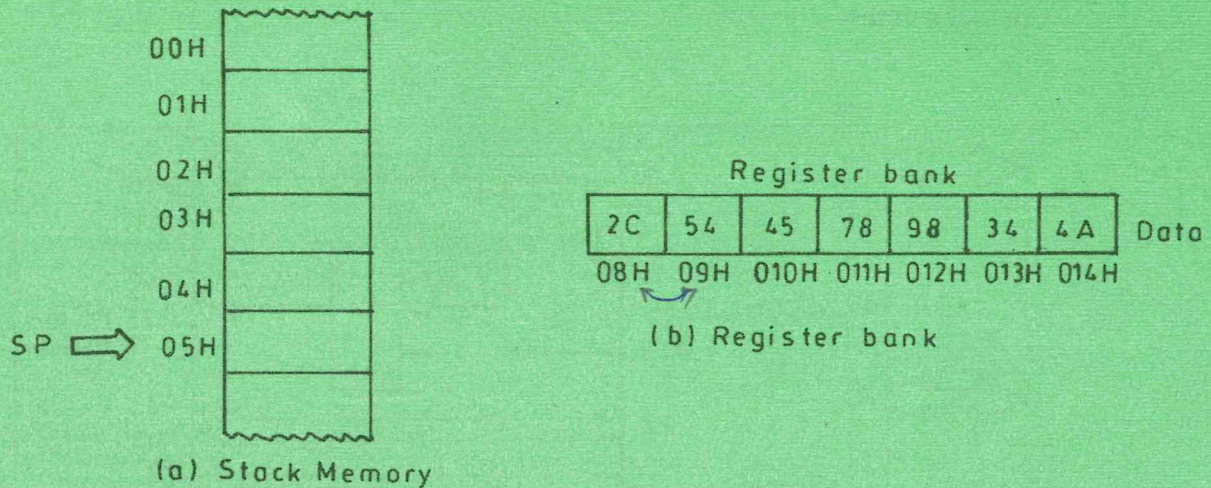 00H
01H
02H
03H
04H
SP 05H
(a) Stack Memory
Register bank
2C 54 45 78 98 34 4A Data
08H 09H 010H 011H 012H 013H 014H
(b) Register bank